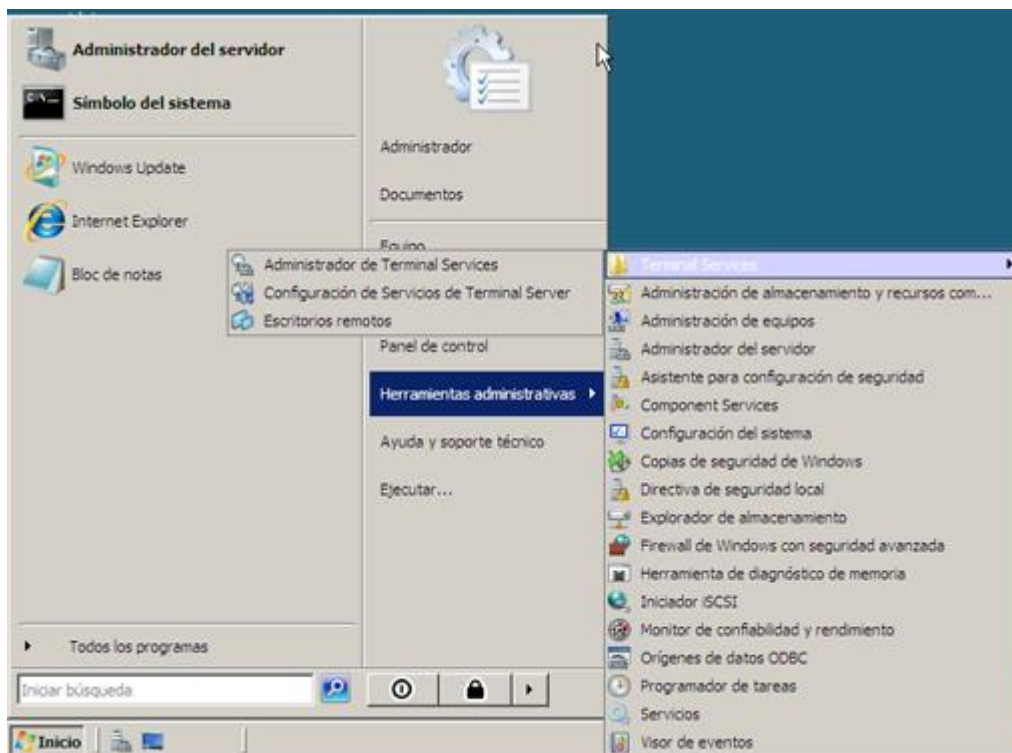 Administrador del servidor
Símbolo del sistema
Windows Update
Internet Explorer
Bloc de notas
Todos los programas
Iniciar búsqueda
Inicio
Administrador
Documentos
Equipo
Panel de control
Herramientas administrativas
Ayuda y soporte técnico
Ejecutar...
Administrador de Terminal Services
Configuración de Servicios de Terminal Server
Escritorios remotos
Terminal Services
Administración de almacenamiento y recursos com...
Administración de equipos
Administrador del servidor
Asistente para configuración de seguridad
Component Services
Configuración del sistema
Copias de seguridad de Windows
Directiva de seguridad local
Explorador de almacenamiento
Firewall de Windows con seguridad avanzada
Herramienta de diagnóstico de memoria
Iniciador iSCSI
Monitor de confiabilidad y rendimiento
Orígenes de datos ODBC
Programador de tareas
Servicios
Visor de eventos